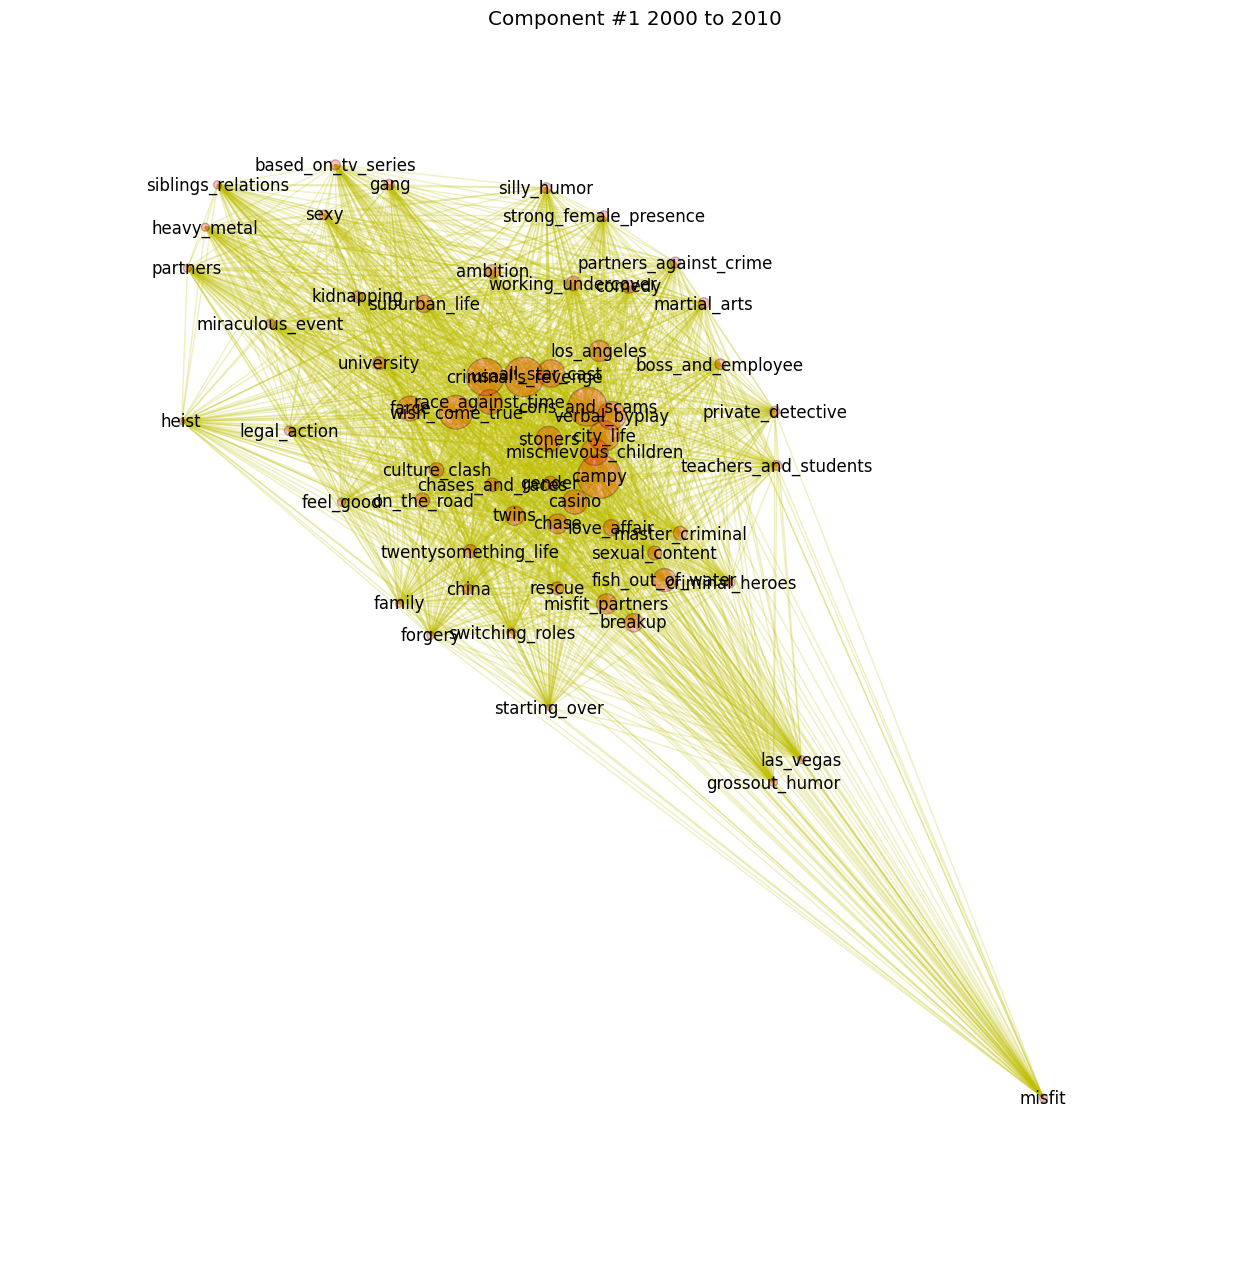 Component #1 2000 to 2010
based_on_tv_series
siblings_relations
gang
silly_humor
sexy
strong_female_presence
heavy_metal
partners
ambition
partners_against_crime
working_undercover
comedy
kidnapping
suburban_life
martial_arts
miraculous_event
los_angeles
university
boss_and_employee
usa
all_star_cast
criminal's_revenge
race_against_time
farce
wish_come_true
cons_and_scams
verbal_byplay
private_detective
heist
legal_action
stoners
city_life
mischievous_children
teachers_and_students
culture_clash
campy
chases_and_races
gender
feel_good
on_the_road
casino
twins
chase
love_affair
master_criminal
twentysomething_life
sexual_content
fish_out_of_water
criminal_heroes
china
rescue
family
misfit_partners
breakup
forgery
switching_roles
starting_over
las_vegas
grossout_humor
misfit